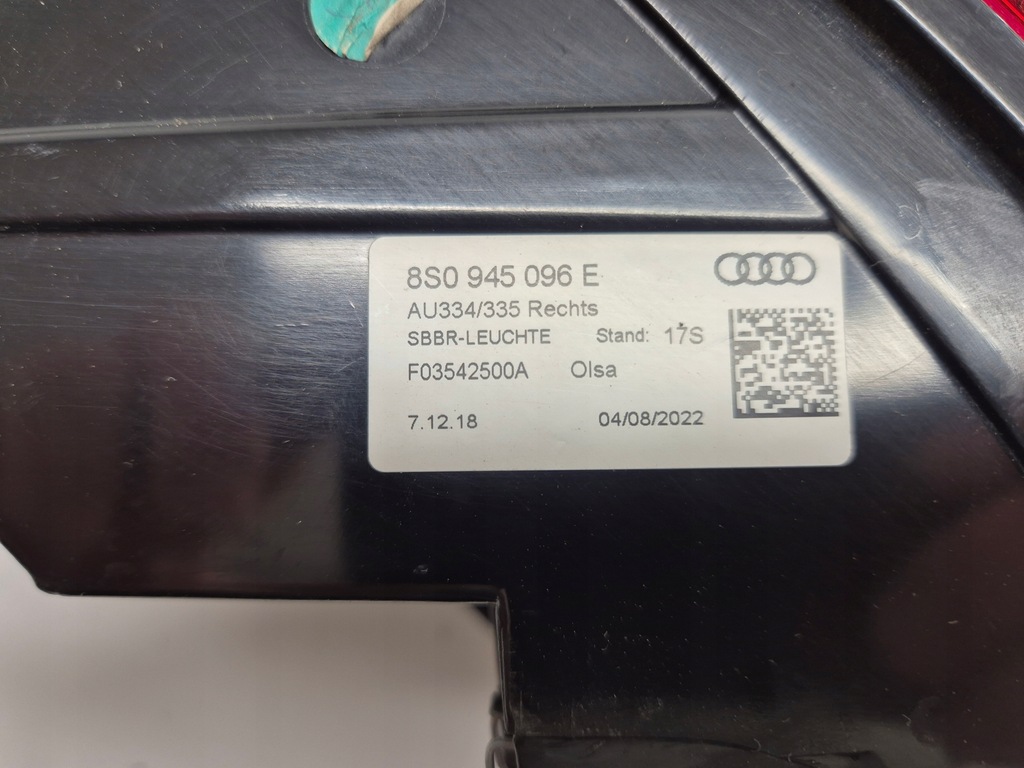 8S0 945 096 E
AU334/335 Rechts
SBBR-LEUCHTE Stand: 17S
F03542500A Olsa
7.12.18 04/08/2022